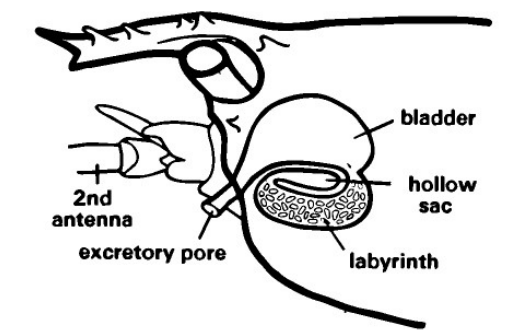 bladder
hollow
sac
2nd
antenna
excretory pore
labyrinth